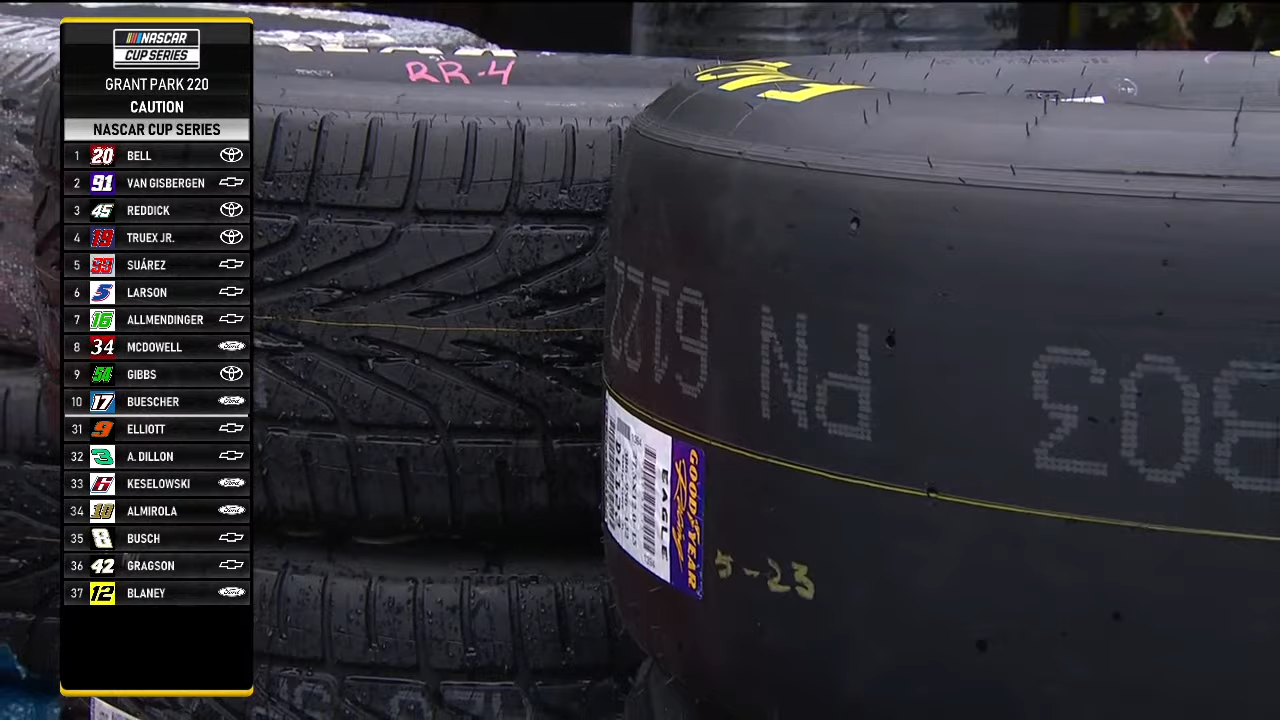 NASCAR
CUP SERIES
GRANT PARK 220
CAUTION
NASCAR CUP SERIES
1 20 BELL
2 91 VAN GISBERGEN
3 45 REDDICK
4 19 TRUEX JR.
5 99 SUÁREZ
6 5 LARSON
7 16 ALLMENDINGER
8 34 MCDOWELL
9 54 GIBBS
10 17 BUESCHER
31 9 ELLIOTT
32 3 A. DILLON
33 6 KESELOWSKI
34 10 ALMIROLA
35 8 BUSCH
36 42 GRAGSON
37 12 BLANEY
RR-4
EAGLE
GOODYEAR
Racing
5-23